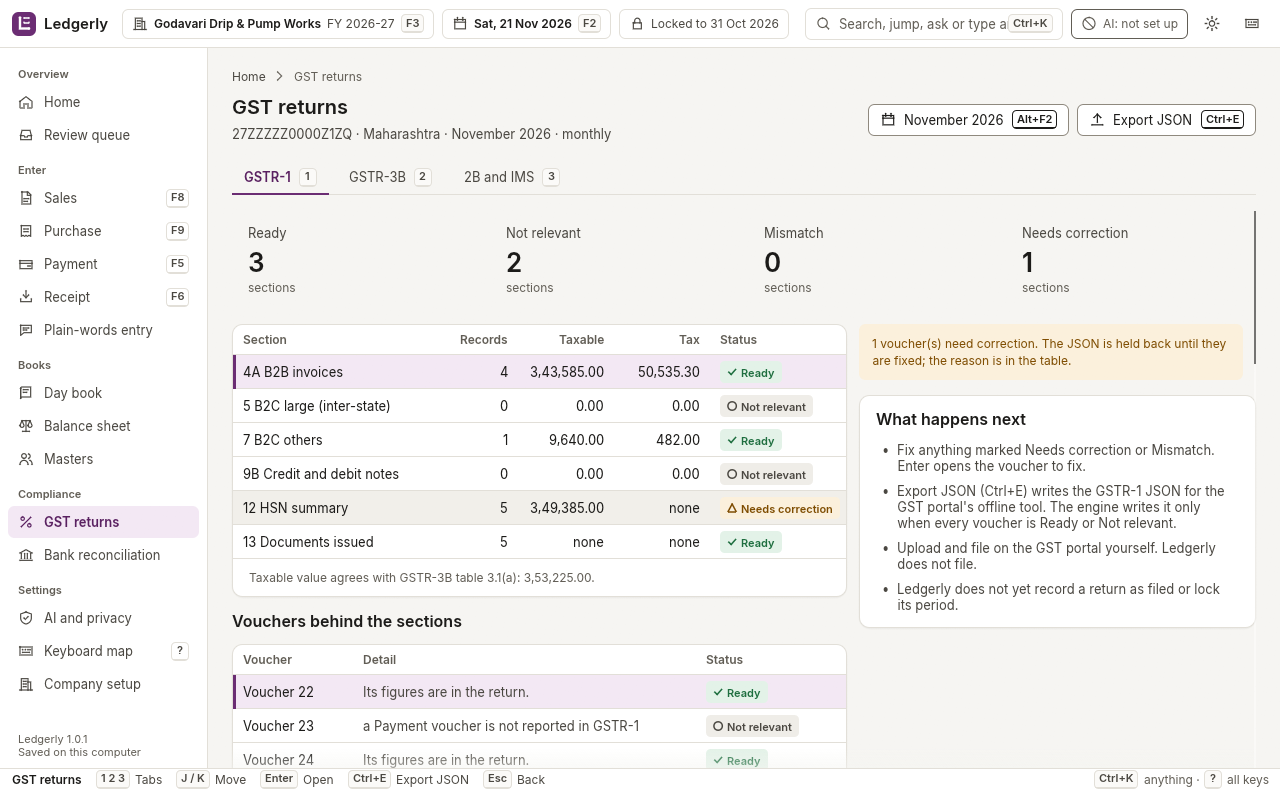 Ledgerly
Godavari Drip & Pump Works FY 2026-27 F3
Sat, 21 Nov 2026 F2
Locked to 31 Oct 2026
Search, jump, ask or type a Ctrl+K
AI: not set up
Overview
Home
Review queue
Enter
Sales F8
Purchase F9
Payment F5
Receipt F6
Plain-words entry
Books
Day book
Balance sheet
Masters
Compliance
GST returns
Bank reconciliation
Settings
AI and privacy
Keyboard map ?
Company setup
Ledgerly 1.0.1
Saved on this computer
Home > GST returns
GST returns
27ZZZZZ0000Z1ZQ · Maharashtra · November 2026 · monthly
November 2026 Alt+F2
Export JSON Ctrl+E
GSTR-1 1 GSTR-3B 2 2B and IMS 3
Ready Not relevant Mismatch Needs correction
3 2 0 1
sections sections sections sections
Section Records Taxable Tax Status
4A B2B invoices 4 3,43,585.00 50,535.30 Ready
5 B2C large (inter-state) 0 0.00 0.00 Not relevant
7 B2C others 1 9,640.00 482.00 Ready
9B Credit and debit notes 0 0.00 0.00 Not relevant
12 HSN summary 5 3,49,385.00 none Needs correction
13 Documents issued 5 none none Ready
Taxable value agrees with GSTR-3B table 3.1(a): 3,53,225.00.
Vouchers behind the sections
Voucher Detail Status
Voucher 22 Its figures are in the return. Ready
Voucher 23 a Payment voucher is not reported in GSTR-1 Not relevant
Voucher 24 Its figures are in the return. Ready
1 voucher(s) need correction. The JSON is held back until they
are fixed; the reason is in the table.
What happens next
• Fix anything marked Needs correction or Mismatch.
Enter opens the voucher to fix.
• Export JSON (Ctrl+E) writes the GSTR-1 JSON for the
GST portal's offline tool. The engine writes it only
when every voucher is Ready or Not relevant.
• Upload and file on the GST portal yourself. Ledgerly
does not file.
• Ledgerly does not yet record a return as filed or lock
its period.
GST returns 1 2 3 Tabs J / K Move Enter Open Ctrl+E Export JSON Esc Back
Ctrl+K anything · ? all keys